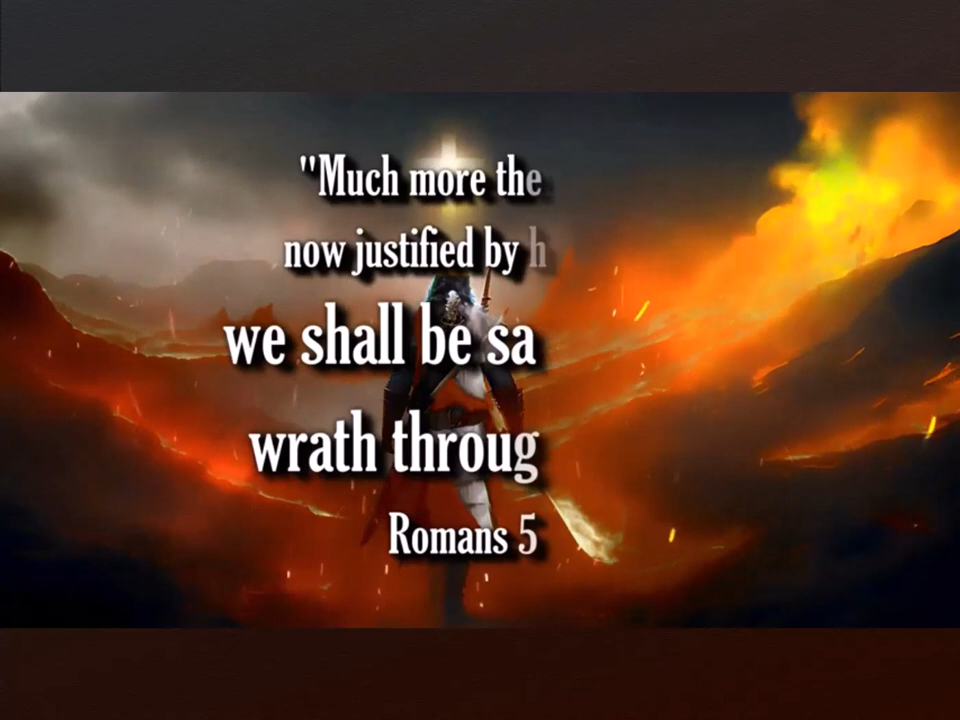 "Much more the
now justified by h
we shall be sa
wrath throug
Romans 5